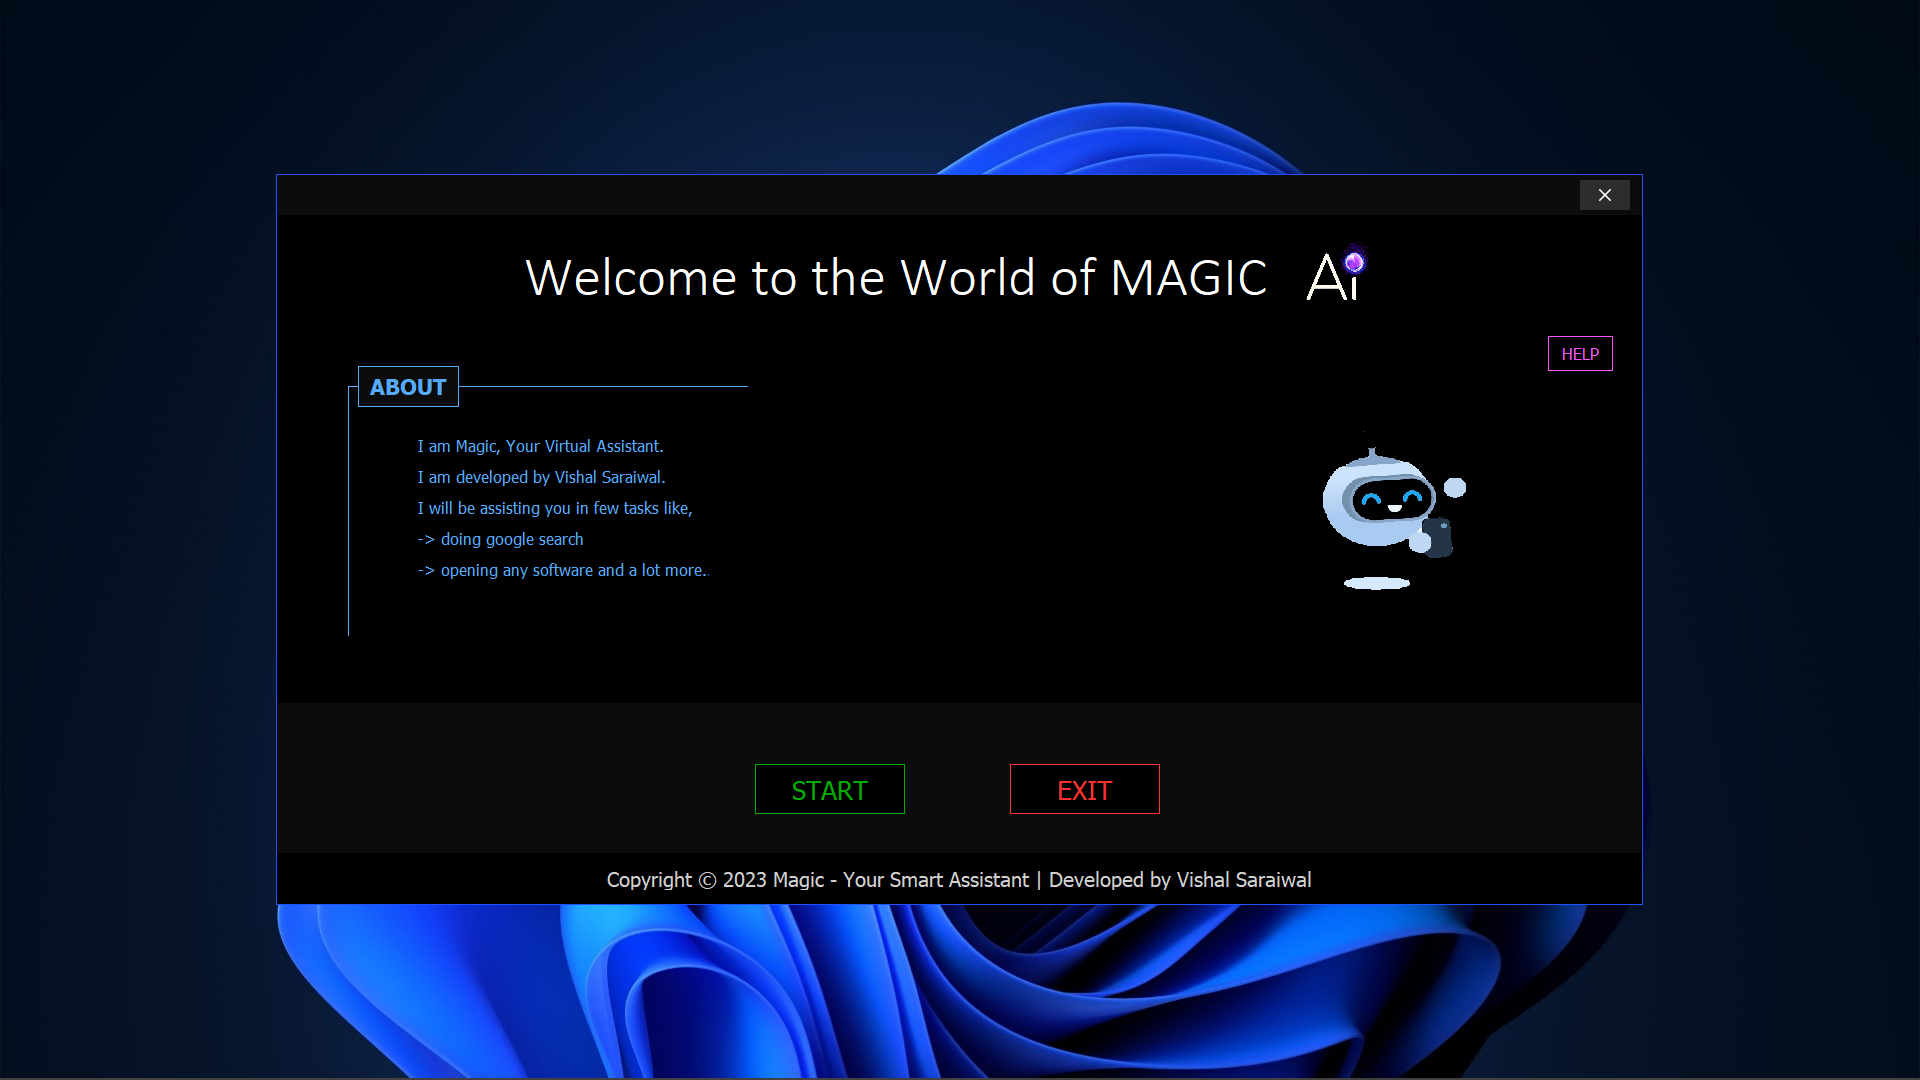 Welcome to the World of MAGIC Ai
HELP
ABOUT
I am Magic, Your Virtual Assistant.
I am developed by Vishal Saraiwal.
I will be assisting you in few tasks like,
-> doing google search
-> opening any software and a lot more..
START
EXIT
Copyright © 2023 Magic - Your Smart Assistant | Developed by Vishal Saraiwal